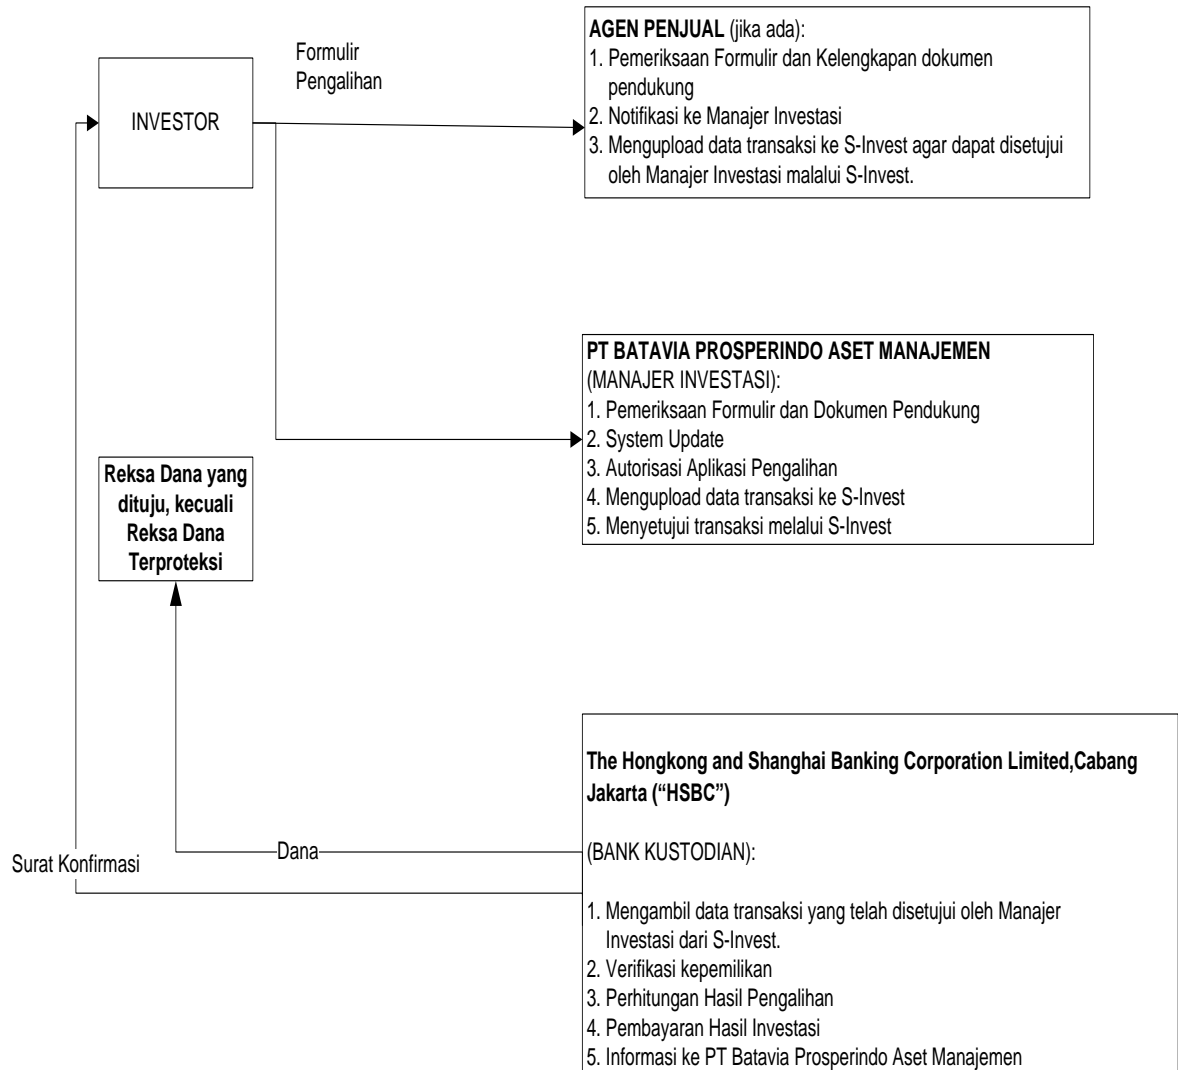 Formulir
Pengalihan
INVESTOR
AGEN PENJUAL (jika ada):
1. Pemeriksaan Formulir dan Kelengkapan dokumen
pendukung
2. Notifikasi ke Manajer Investasi
3. Mengupload data transaksi ke S-Invest agar dapat disetujui
oleh Manajer Investasi malalui S-Invest.
PT BATAVIA PROSPERINDO ASET MANAJEMEN
(MANAJER INVESTASI):
1. Pemeriksaan Formulir dan Dokumen Pendukung
2. System Update
3. Autorisasi Aplikasi Pengalihan
4. Mengupload data transaksi ke S-Invest
5. Menyetujui transaksi melalui S-Invest
Reksa Dana yang
dituju, kecuali
Reksa Dana
Terproteksi
The Hongkong and Shanghai Banking Corporation Limited,Cabang
Jakarta (“HSBC”)
(BANK KUSTODIAN):
1. Mengambil data transaksi yang telah disetujui oleh Manajer
Investasi dari S-Invest.
2. Verifikasi kepemilikan
3. Perhitungan Hasil Pengalihan
4. Pembayaran Hasil Investasi
5. Informasi ke PT Batavia Prosperindo Aset Manajemen
Dana
Surat Konfirmasi